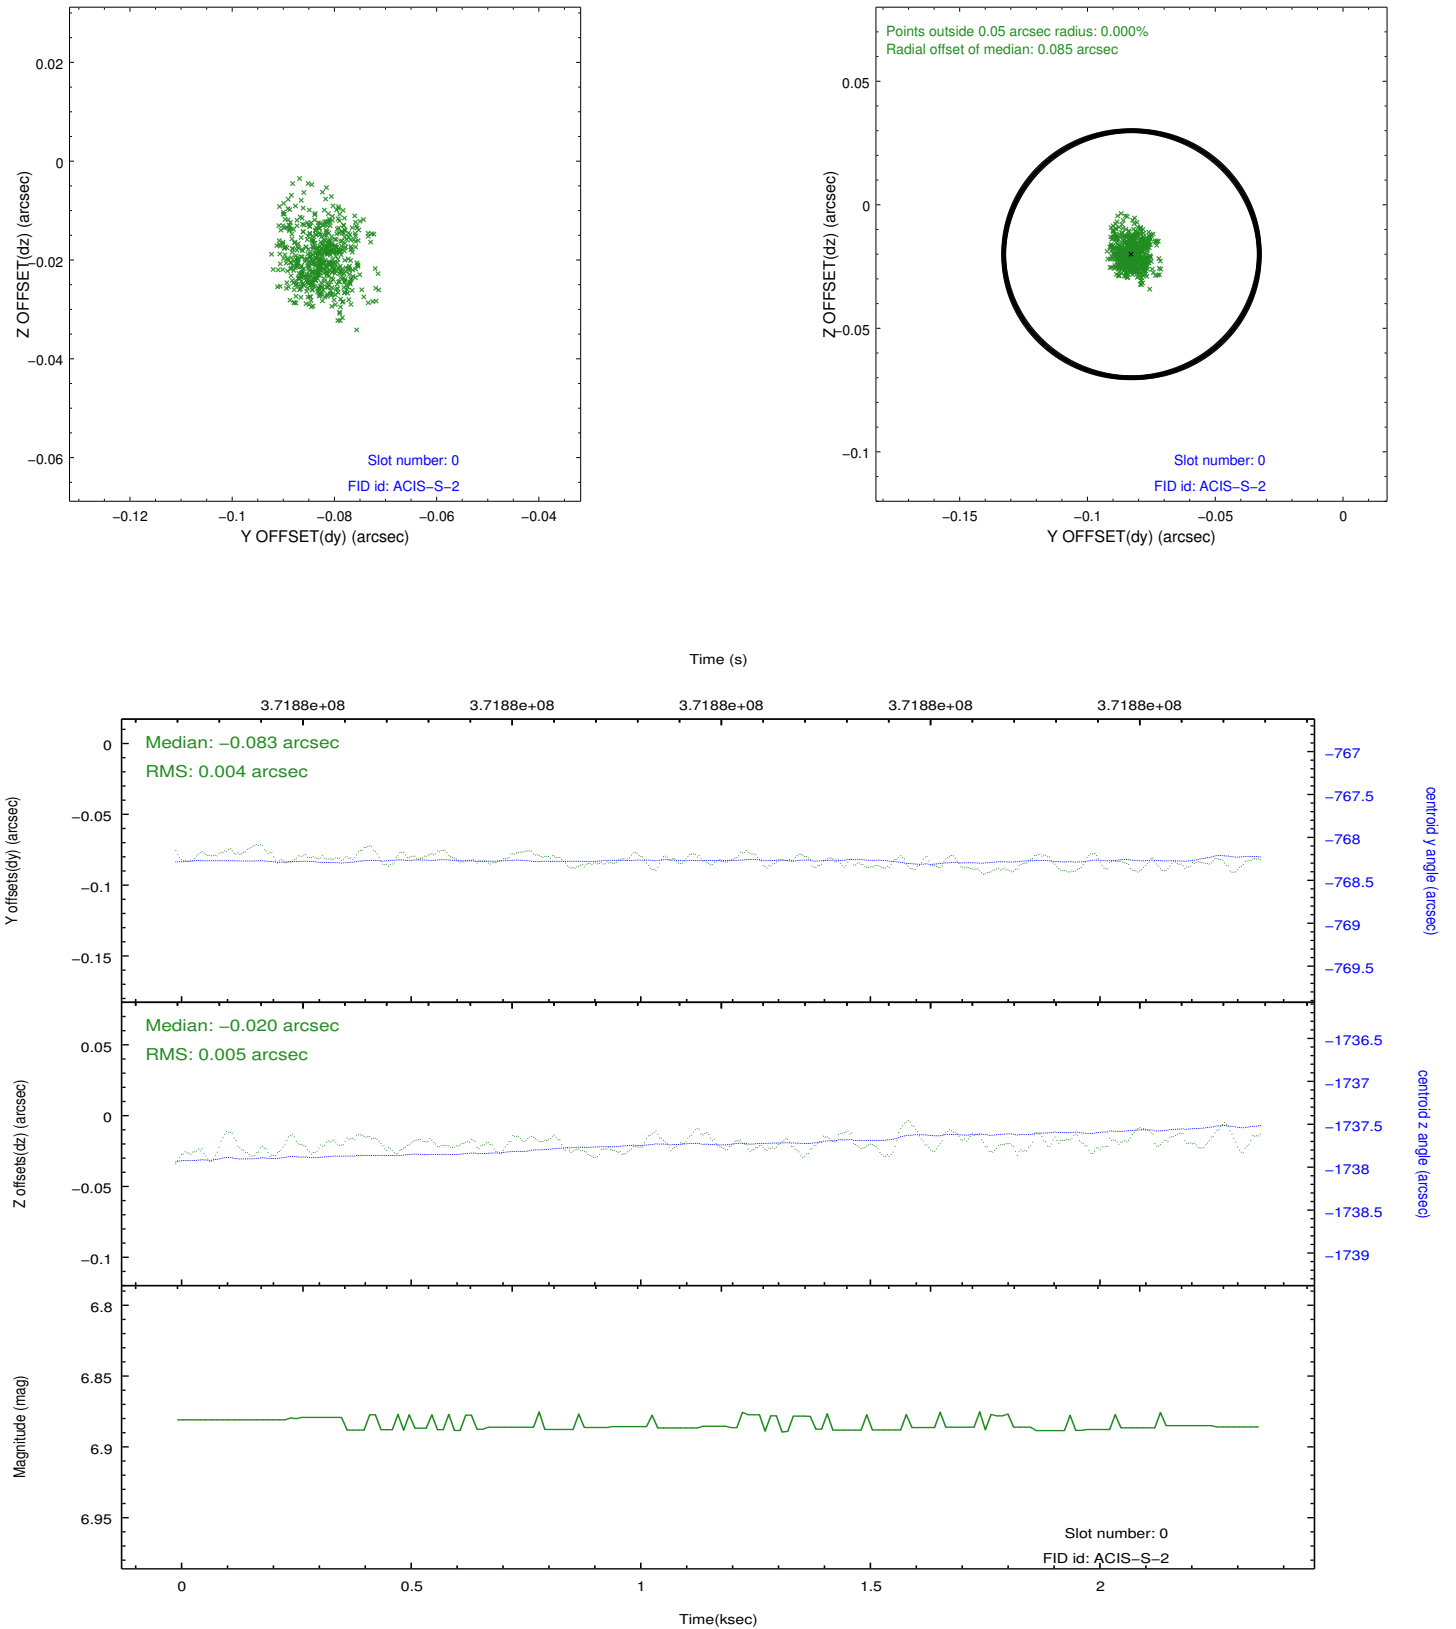 0.02
0
−0.02
−0.04
−0.06
Z OFFSET(dz) (arcsec)
Slot number: 0
FID id: ACIS−S−2
−0.12
−0.1
−0.08
−0.06
−0.04
Y OFFSET(dy) (arcsec)
Points outside 0.05 arcsec radius: 0.000%
Radial offset of median: 0.085 arcsec
0.05
0
−0.05
−0.1
Z OFFSET(dz) (arcsec)
Slot number: 0
FID id: ACIS−S−2
−0.15
−0.1
−0.05
0
Y OFFSET(dy) (arcsec)
Time (s)
3.7188e+08
3.7188e+08
3.7188e+08
3.7188e+08
3.7188e+08
Median: −0.083 arcsec
RMS: 0.004 arcsec
0
−0.05
−0.1
−0.15
Y offsets(dy) (arcsec)
−767
−767.5
−768
−768.5
−769
−769.5
centroid y angle (arcsec)
Median: −0.020 arcsec
RMS: 0.005 arcsec
0.05
0
−0.05
−0.1
Z offsets(dz) (arcsec)
−1736.5
−1737
−1737.5
−1738
−1738.5
−1739
centroid z angle (arcsec)
6.8
6.85
6.9
6.95
Magnitude (mag)
Slot number: 0
FID id: ACIS−S−2
0
0.5
1
1.5
2
Time(ksec)